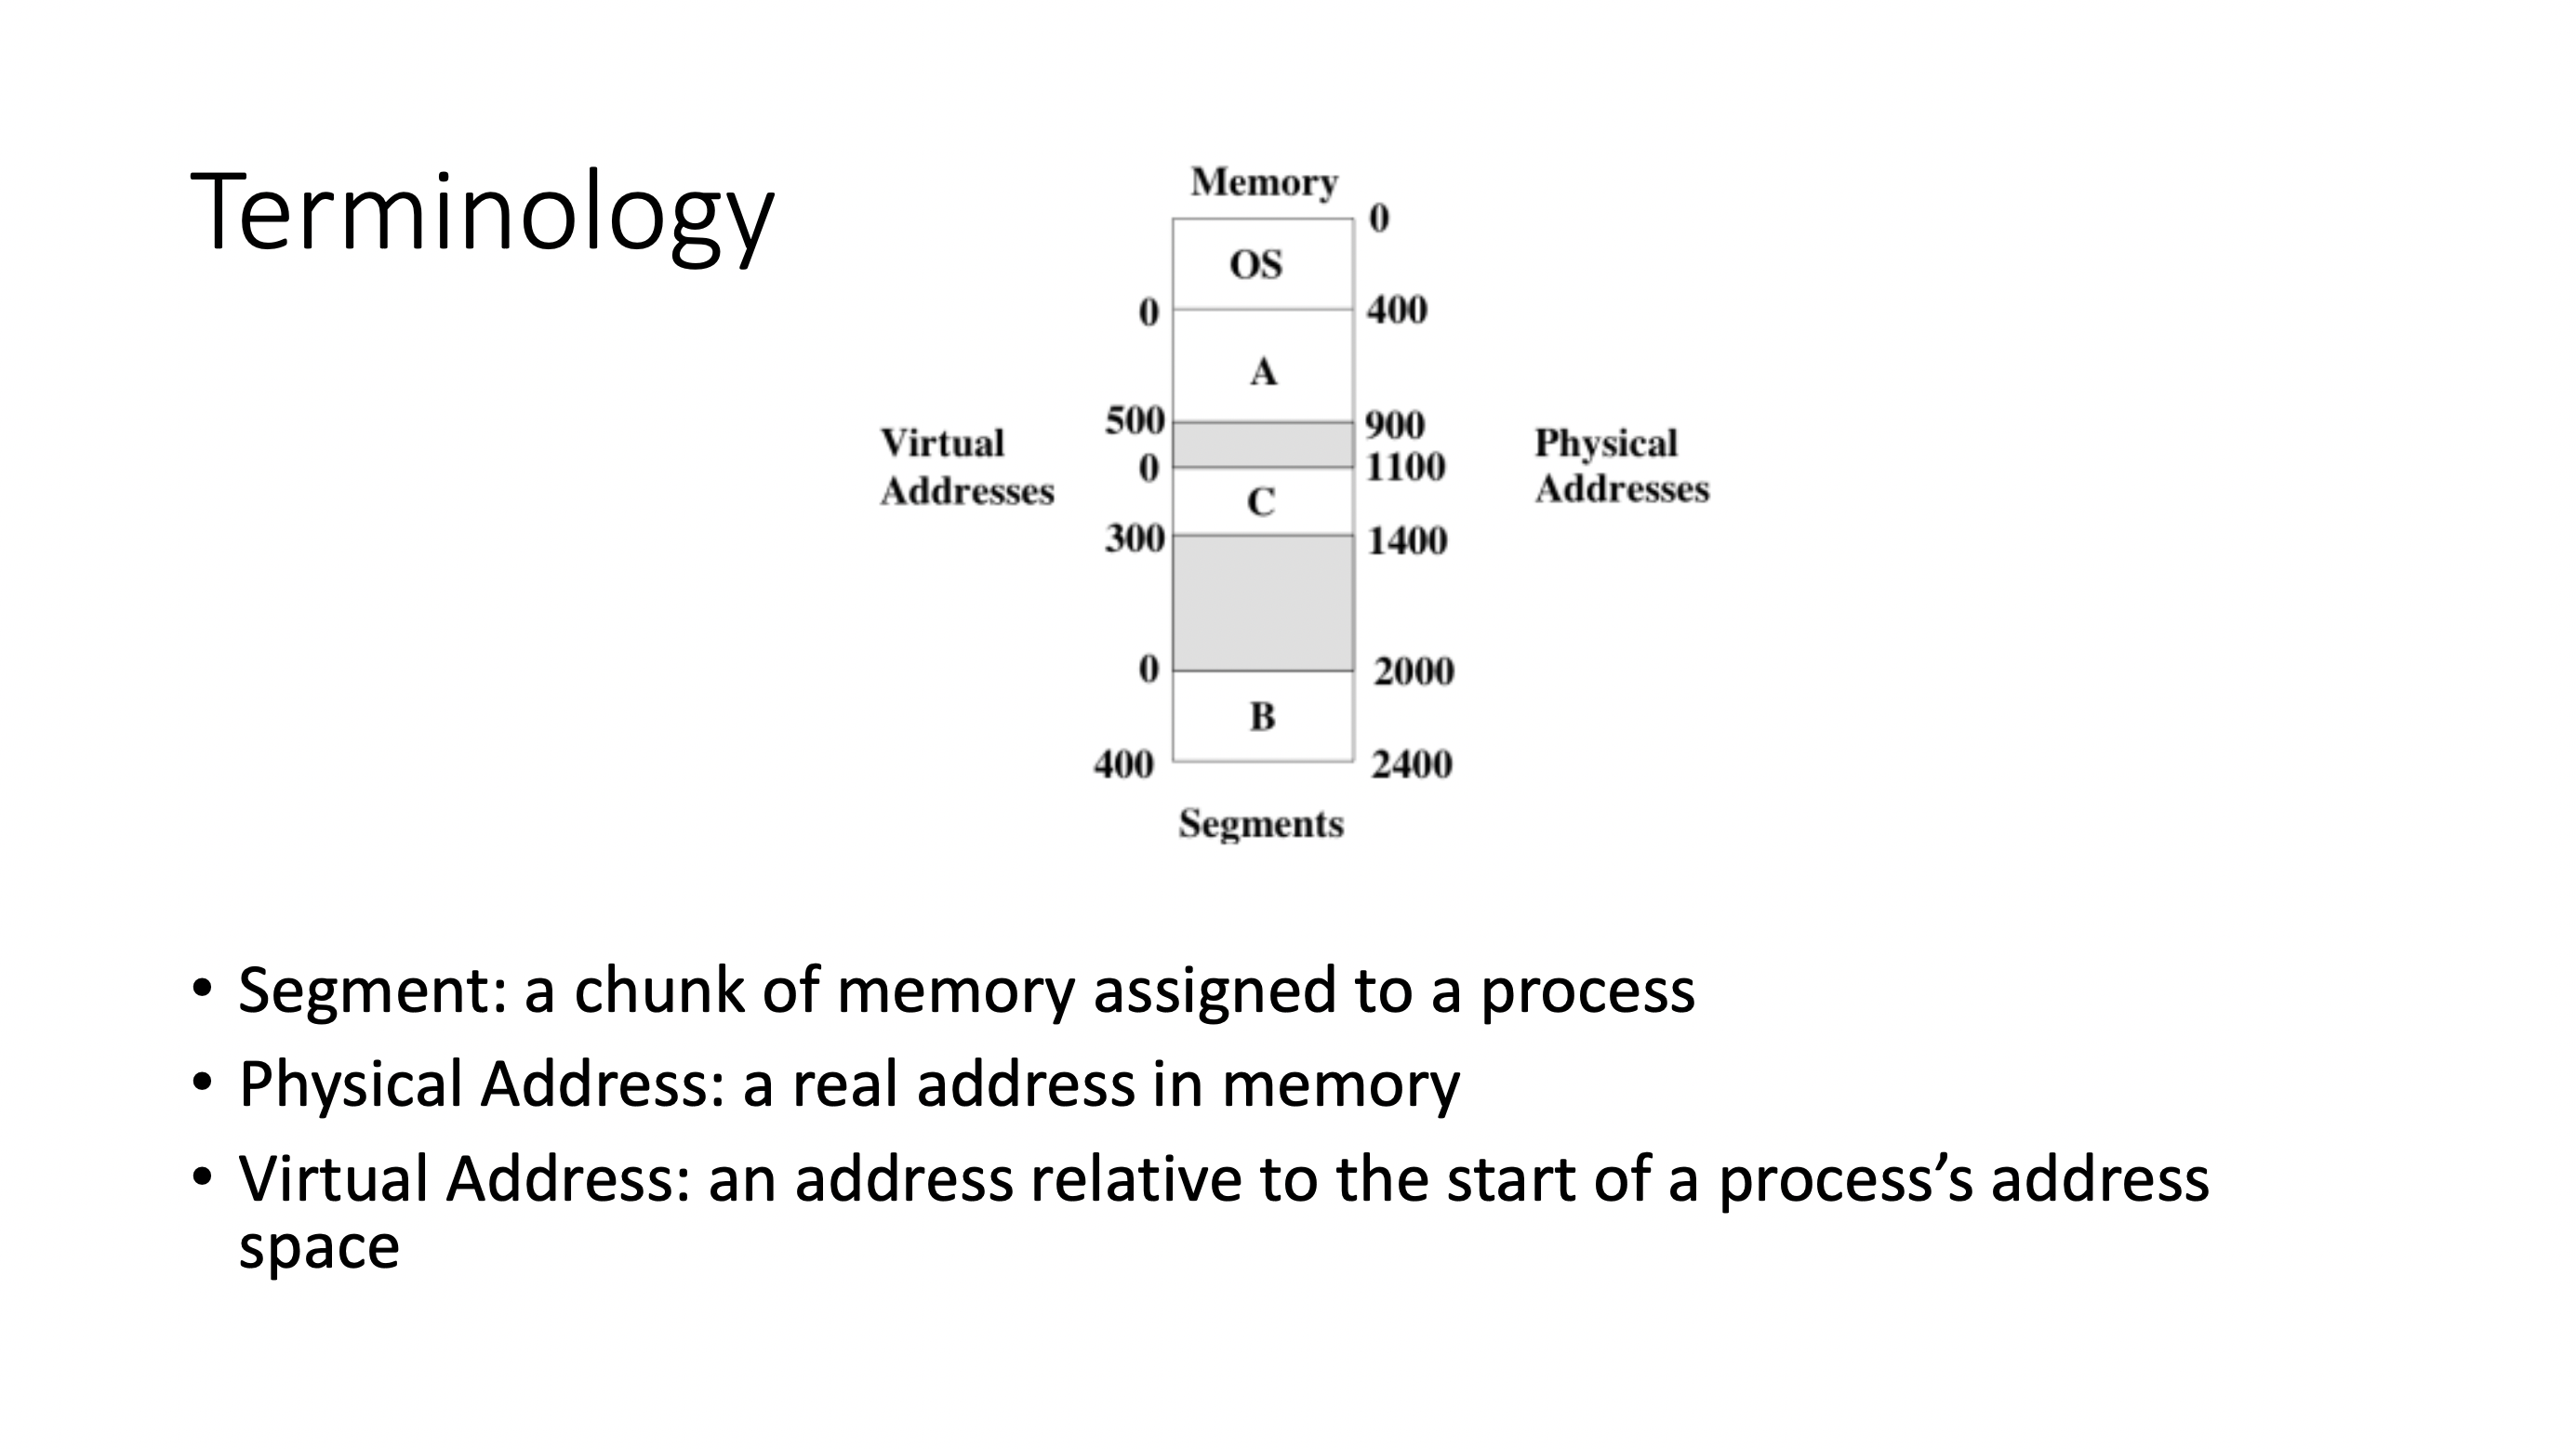 Terminology
Memory
0
OS
0
400
A
500
900
Virtual
Addresses
Physical
Addresses
0
1100
C
300
1400
0
2000
B
400
2400
Segments
• Segment: a chunk of memory assigned to a process
• Physical Address: a real address in memory
• Virtual Address: an address relative to the start of a process’s address
space